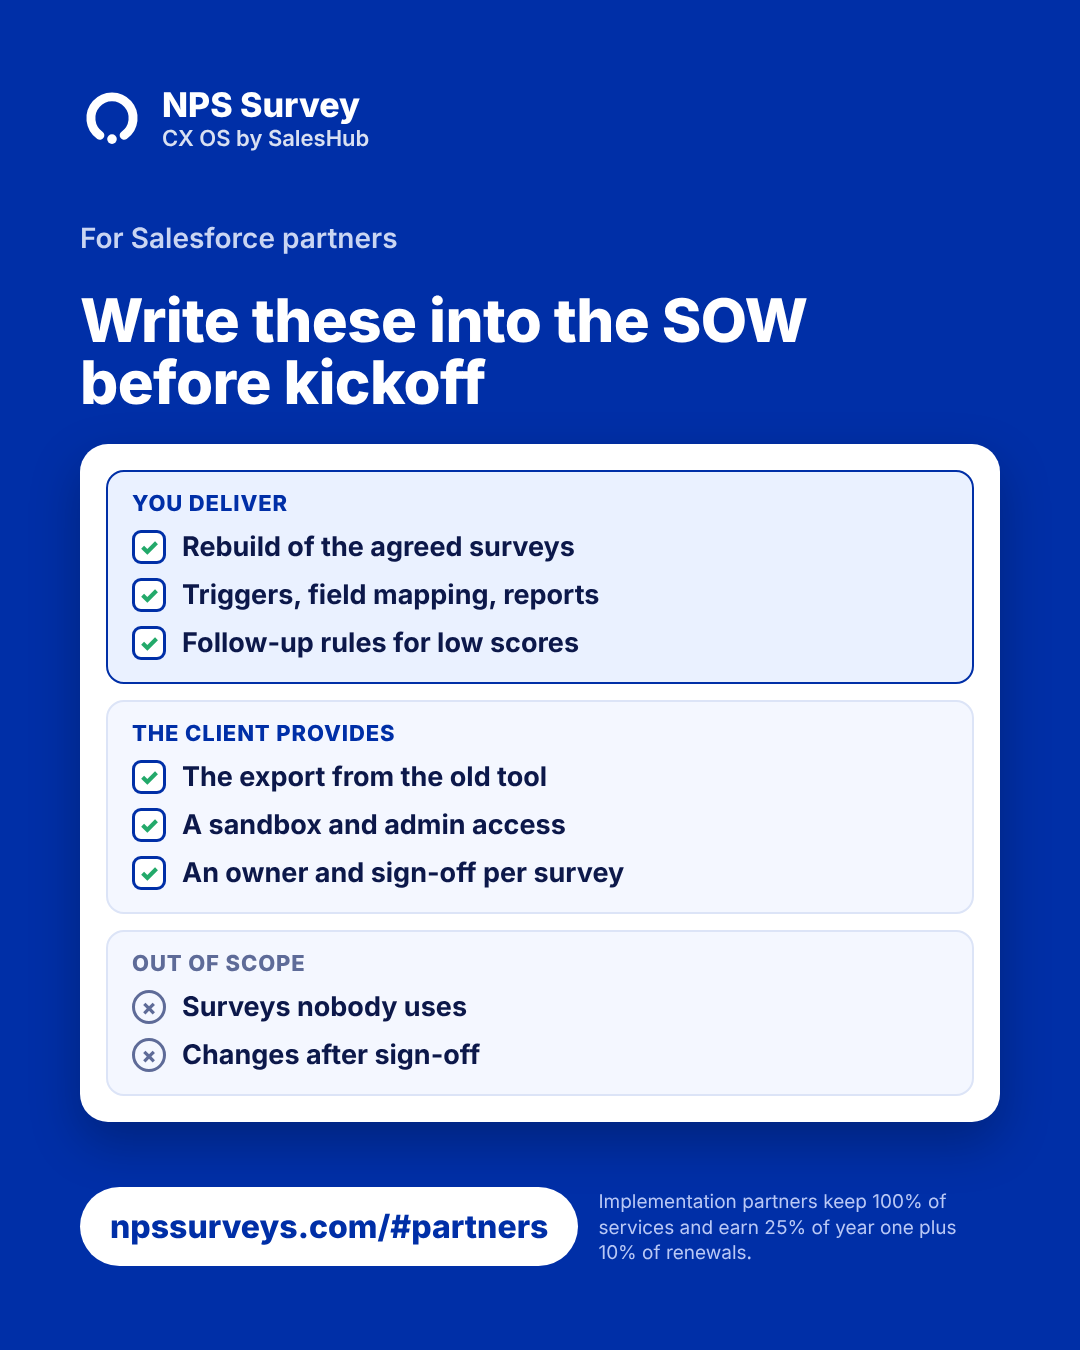 NPS Survey
CX OS by SalesHub
For Salesforce partners
Write these into the SOW
before kickoff
YOU DELIVER
Rebuild of the agreed surveys
Triggers, field mapping, reports
Follow-up rules for low scores
THE CLIENT PROVIDES
The export from the old tool
A sandbox and admin access
An owner and sign-off per survey
OUT OF SCOPE
Surveys nobody uses
Changes after sign-off
npssurveys.com/#partners
Implementation partners keep 100% of
services and earn 25% of year one plus
10% of renewals.